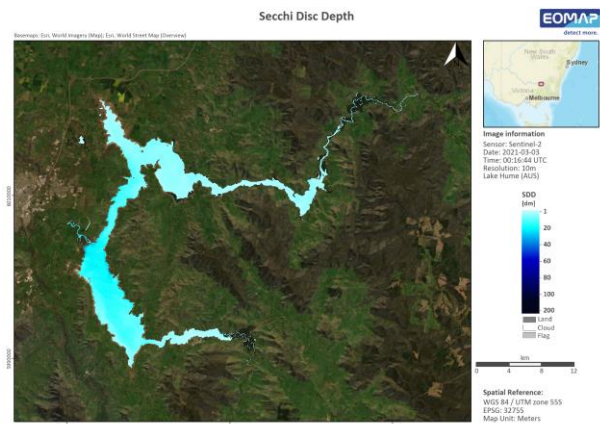 Secchi Disc Depth
EOMAP
detect more.
Basemaps: Esri, World Imagery (Map); Esri, World Street Map (Overview)
New South
Wales
Sydney
Victoria
Melbourne
Image information
Sensor: Sentinel-2
Date: 2021-03-03
Time: 00:16:44 UTC
Resolution: 10m
Lake Hume (AUS)
SDD
[dm]
1
20
40
60
80
100
200
Land
Cloud
Flag
km
0 4 8 12
Spatial Reference:
WGS 84 / UTM zone 55S
EPSG: 32755
Map Unit: Meters